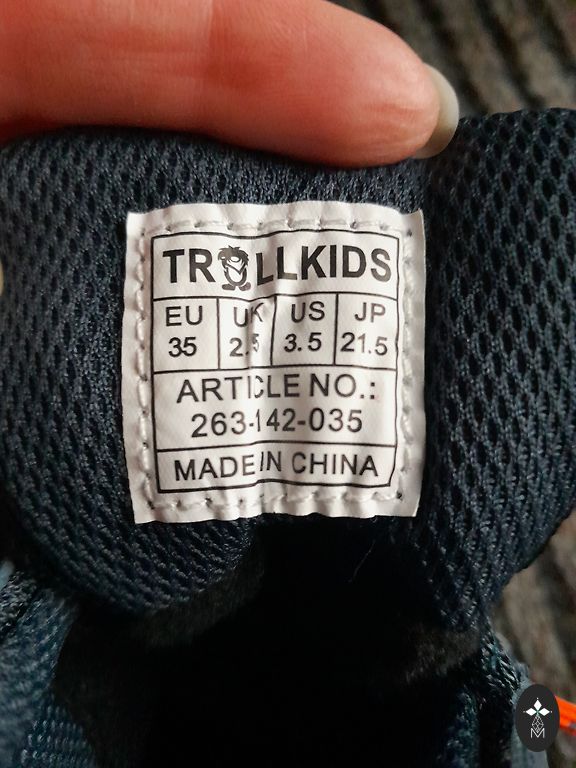 TROLLKIDS
EU UK US JP
35 2.5 3.5 21.5
ARTICLE NO.:
263-142-035
MADE IN CHINA
M